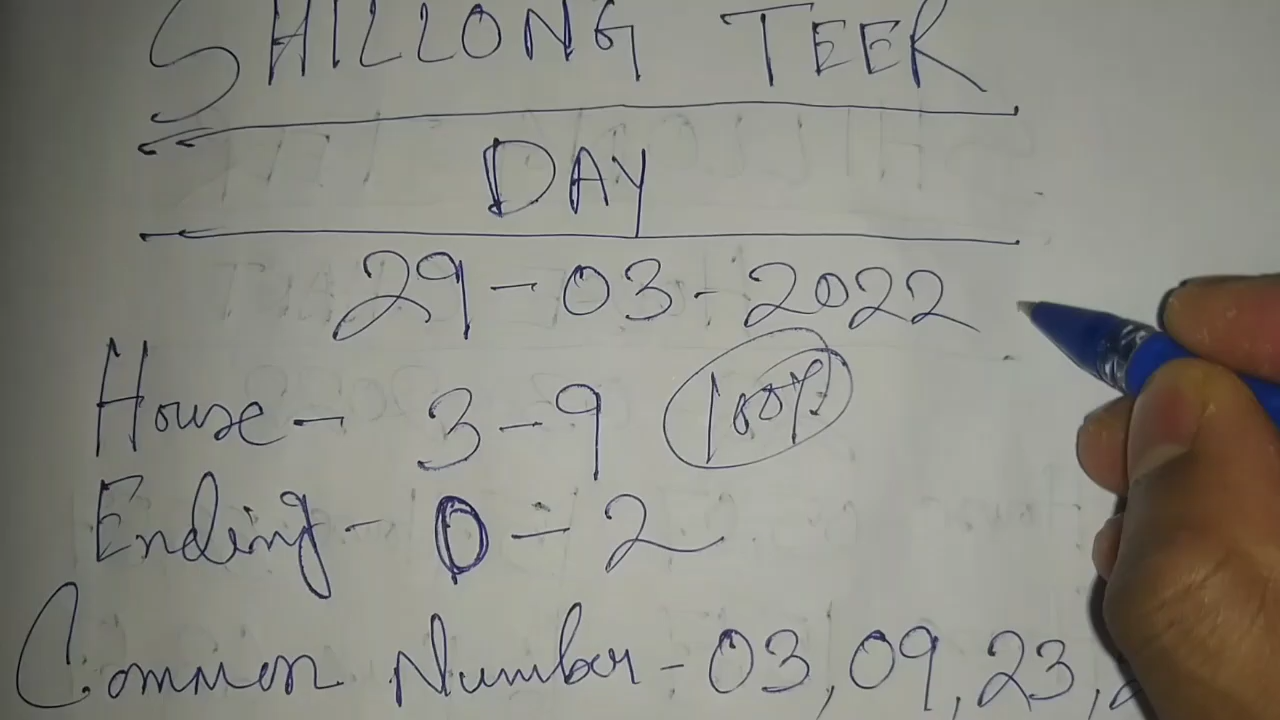 SHILLONG TEER
DAY
29-03-2022
House - 3-9 100%
Ending - 0-2
Common Number - 03, 09, 23,